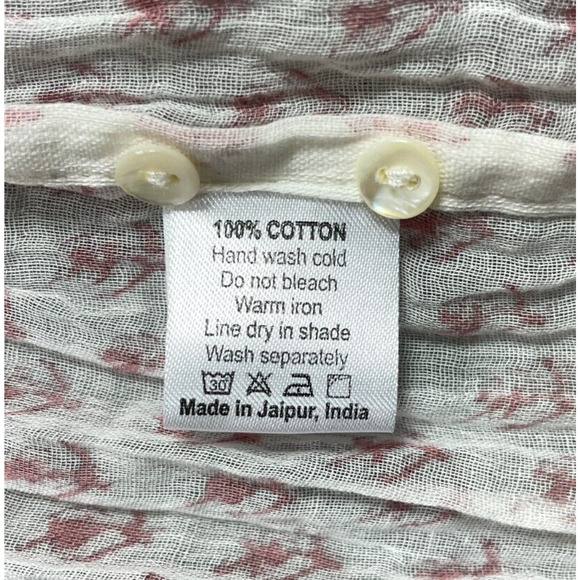 100% COTTON
Hand wash cold
Do not bleach
Warm iron
Line dry in shade
Wash separately
30
Made in Jaipur, India